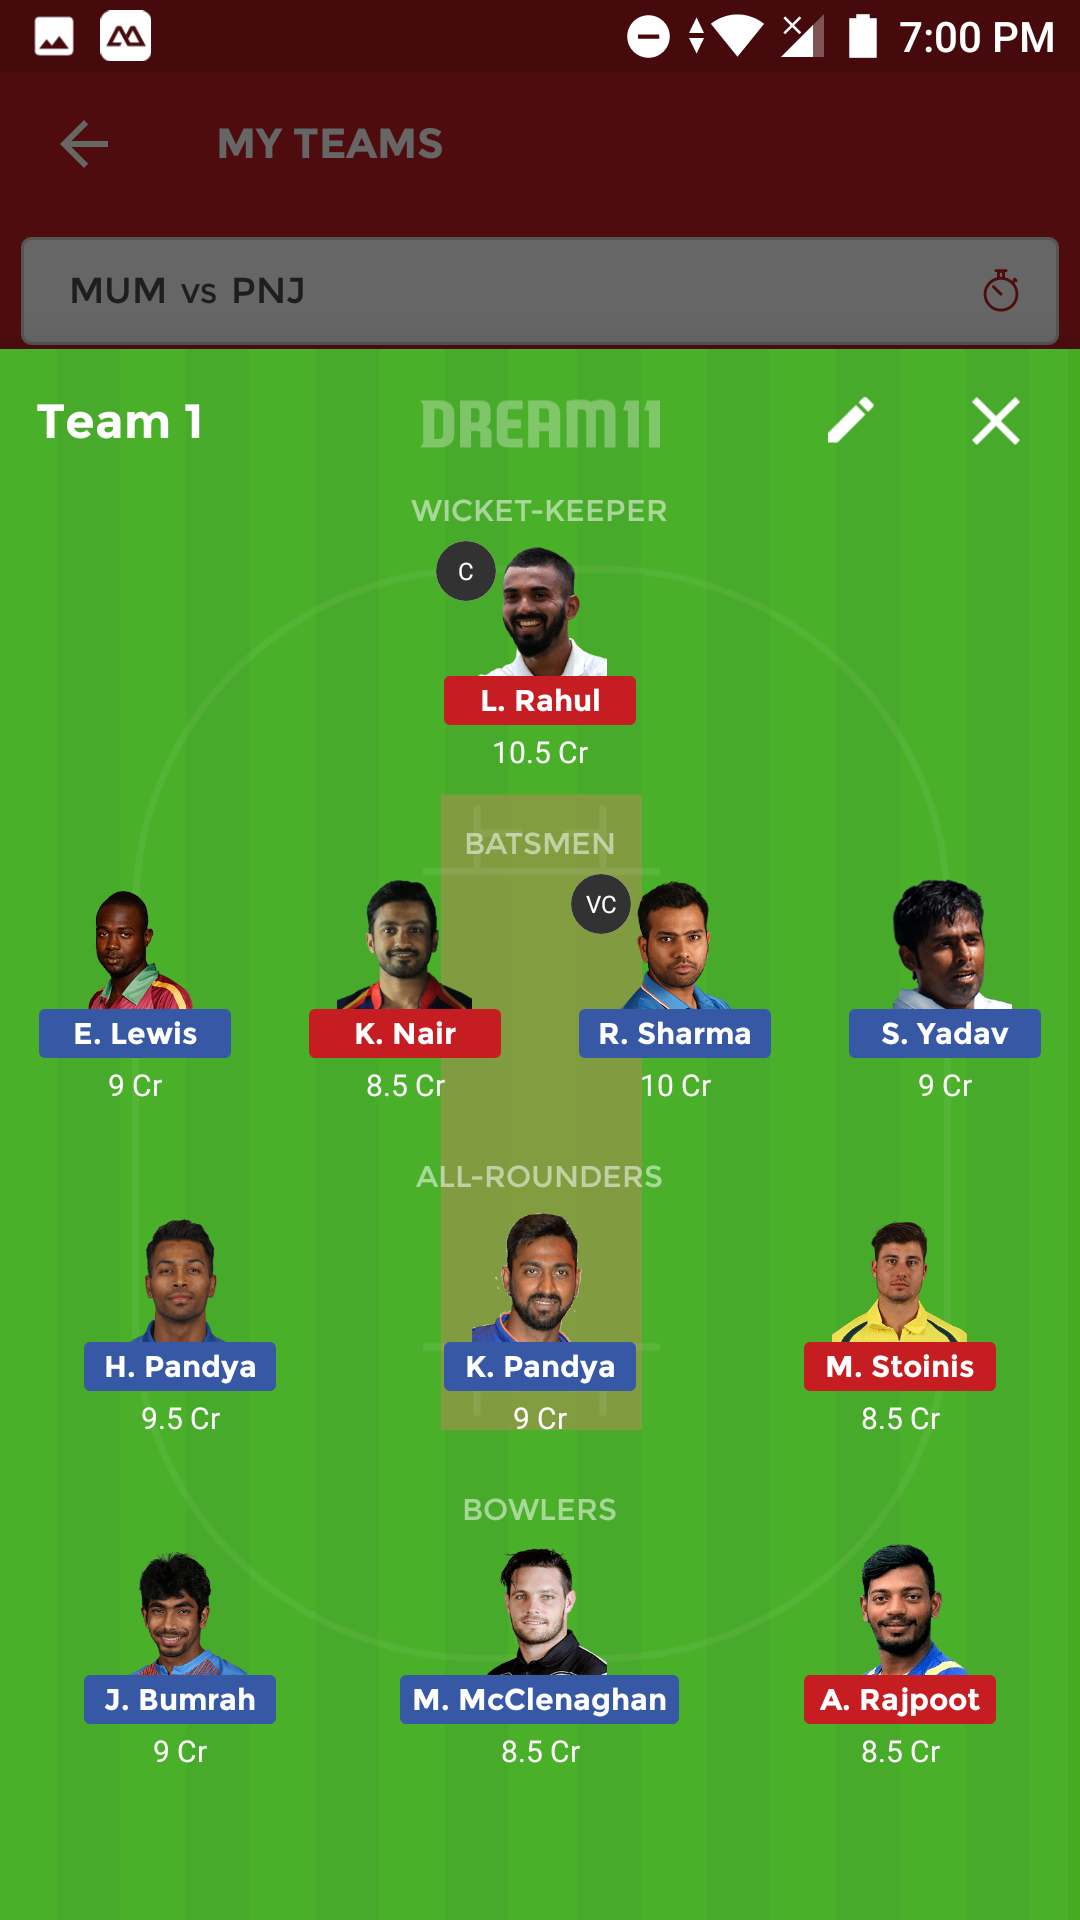 7:00 PM
MY TEAMS
MUM vs PNJ
Team 1
DREAM11
WICKET-KEEPER
C
L. Rahul
10.5 Cr
BATSMEN
VC
E. Lewis K. Nair R. Sharma S. Yadav
9 Cr 8.5 Cr 10 Cr 9 Cr
ALL-ROUNDERS
H. Pandya K. Pandya M. Stoinis
9.5 Cr 9 Cr 8.5 Cr
BOWLERS
J. Bumrah M. McClenaghan A. Rajpoot
9 Cr 8.5 Cr 8.5 Cr